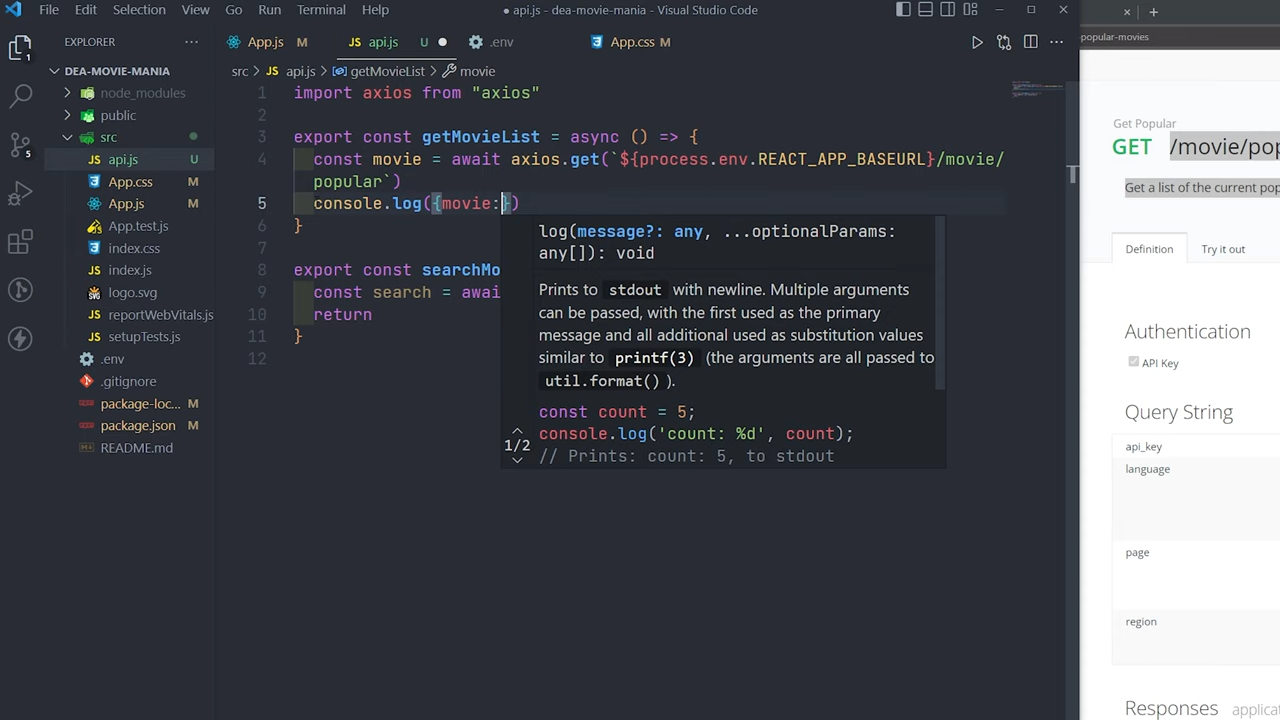 File Edit Selection View Go Run Terminal Help
● api.js - dea-movie-mania - Visual Studio Code
EXPLORER
App.js M
api.js U
.env
App.css M
src > api.js > getMovieList > movie
DEA-MOVIE-MANIA
node_modules
public
src
api.js U
App.css M
App.js M
App.test.js
index.css
index.js
logo.svg
reportWebVitals.js
setupTests.js
.env
.gitignore
package-loc... M
package.json M
README.md
1
5
1 import axios from "axios"
2
3 export const getMovieList = async () => {
4 const movie = await axios.get(`${process.env.REACT_APP_BASEURL}/movie/
popular`)
5 console.log({movie:})
6 }
7
8 export const searchMo
9 const search = awai
10 return
11 }
12
log(message?: any, ...optionalParams:
any[]): void
Prints to stdout with newline. Multiple arguments
can be passed, with the first used as the primary
message and all additional used as substitution values
similar to printf(3) (the arguments are all passed to
util.format() ).
const count = 5;
console.log('count: %d', count);
// Prints: count: 5, to stdout
1/2
popular-movies
Get Popular
GET /movie/pop
Get a list of the current pop
Definition Try it out
Authentication
API Key
Query String
api_key
language
page
region
Responses applica